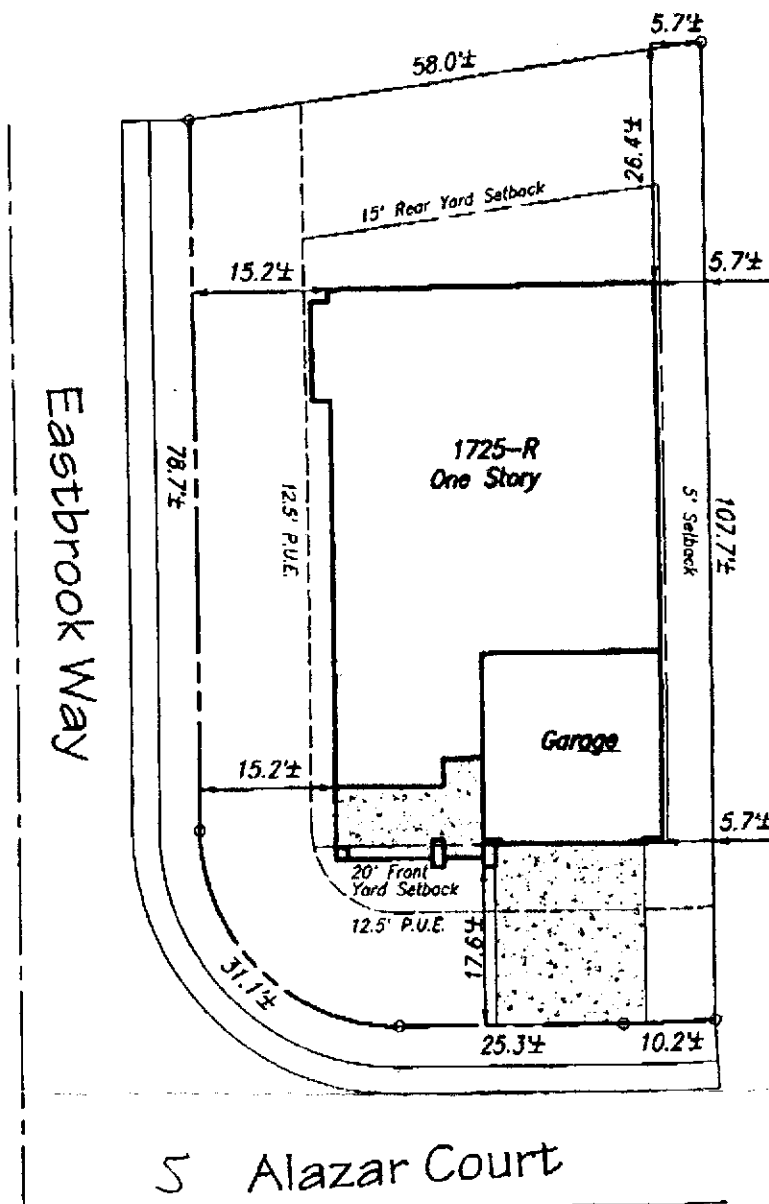 5.7'±
58.0'±
26.4'±
15' Rear Yard Setback
15.2'±
5.7'±
Eastbrook Way
78.7'±
1725-R
One Story
12.5' P.U.E.
5' Setback
107.7'±
Garage
15.2'±
5.7'±
20' Front
Yard Setback
12.5' P.U.E.
17.6'±
31.1'±
25.3'±
10.2'±
5 Alazar Court